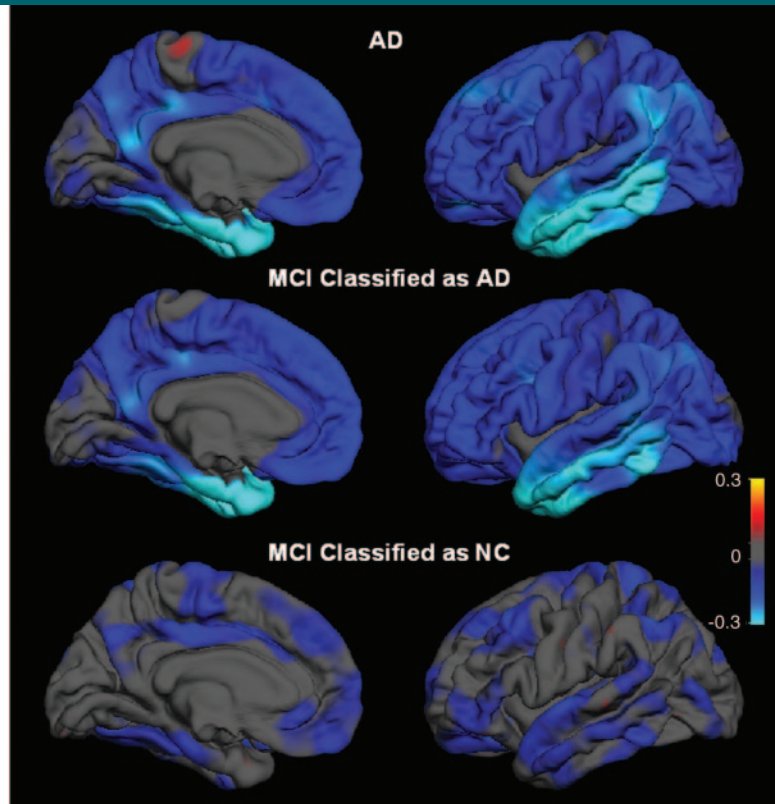 AD
MCI Classified as AD
0.3
0
-0.3
MCI Classified as NC